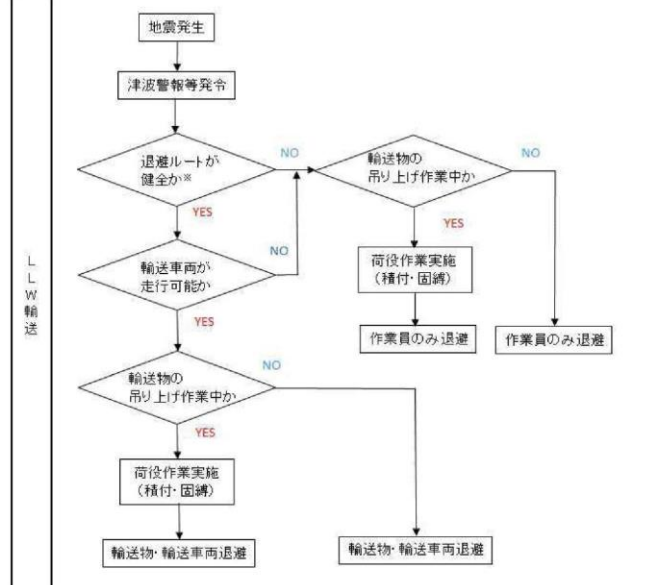 LLW輸送
地震発生
津波警報等発令
退避ルートが
健全か※
NO
YES
輸送物の
吊り上げ作業中か
NO
YES
輸送車両が
走行可能か
NO
YES
荷役作業実施
(積付・固縛)
作業員のみ退避
作業員のみ退避
輸送物の
吊り上げ作業中か
NO
YES
荷役作業実施
(積付・固縛)
輸送物・輸送車両退避
輸送物・輸送車両退避